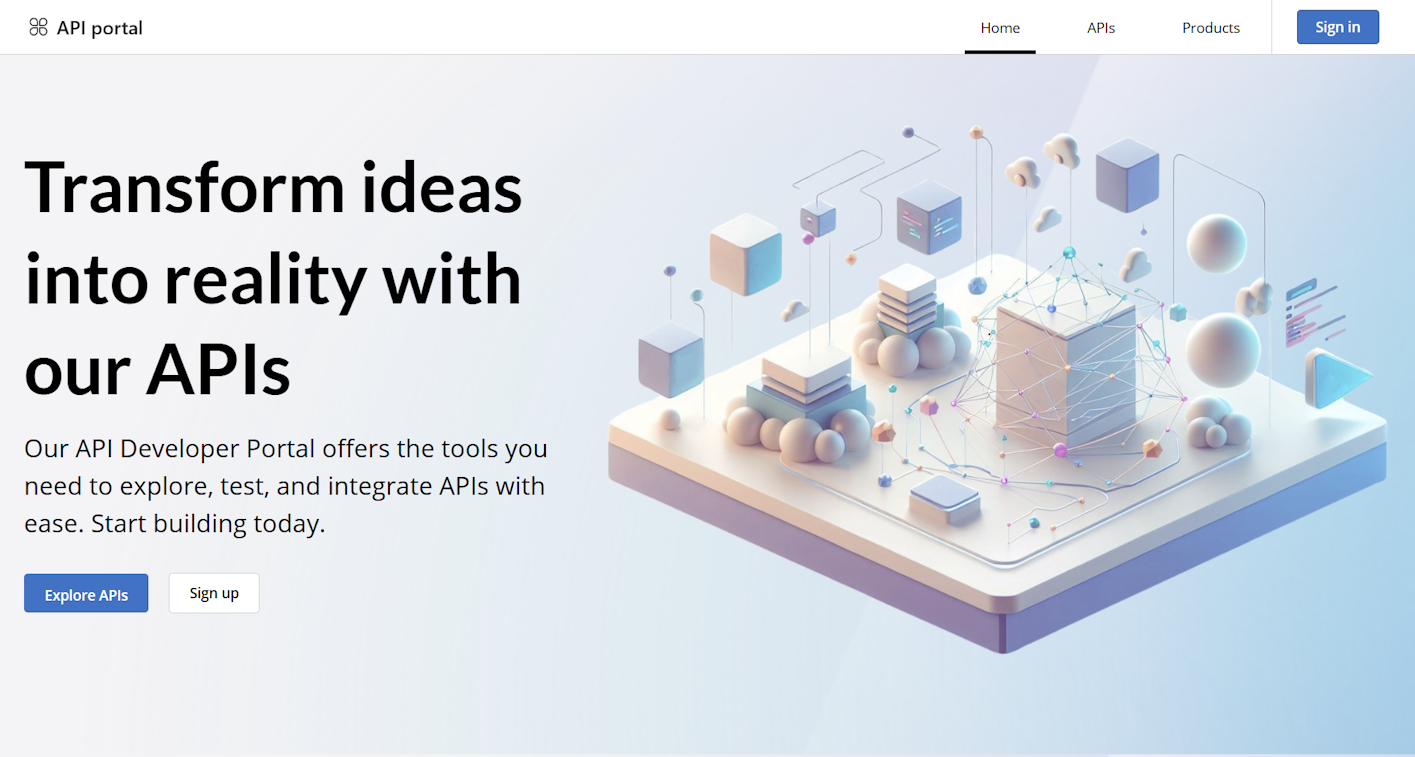 API portal
Home
APIs
Products
Sign in
Transform ideas
into reality with
our APIs
Our API Developer Portal offers the tools you
need to explore, test, and integrate APIs with
ease. Start building today.
Explore APIs
Sign up